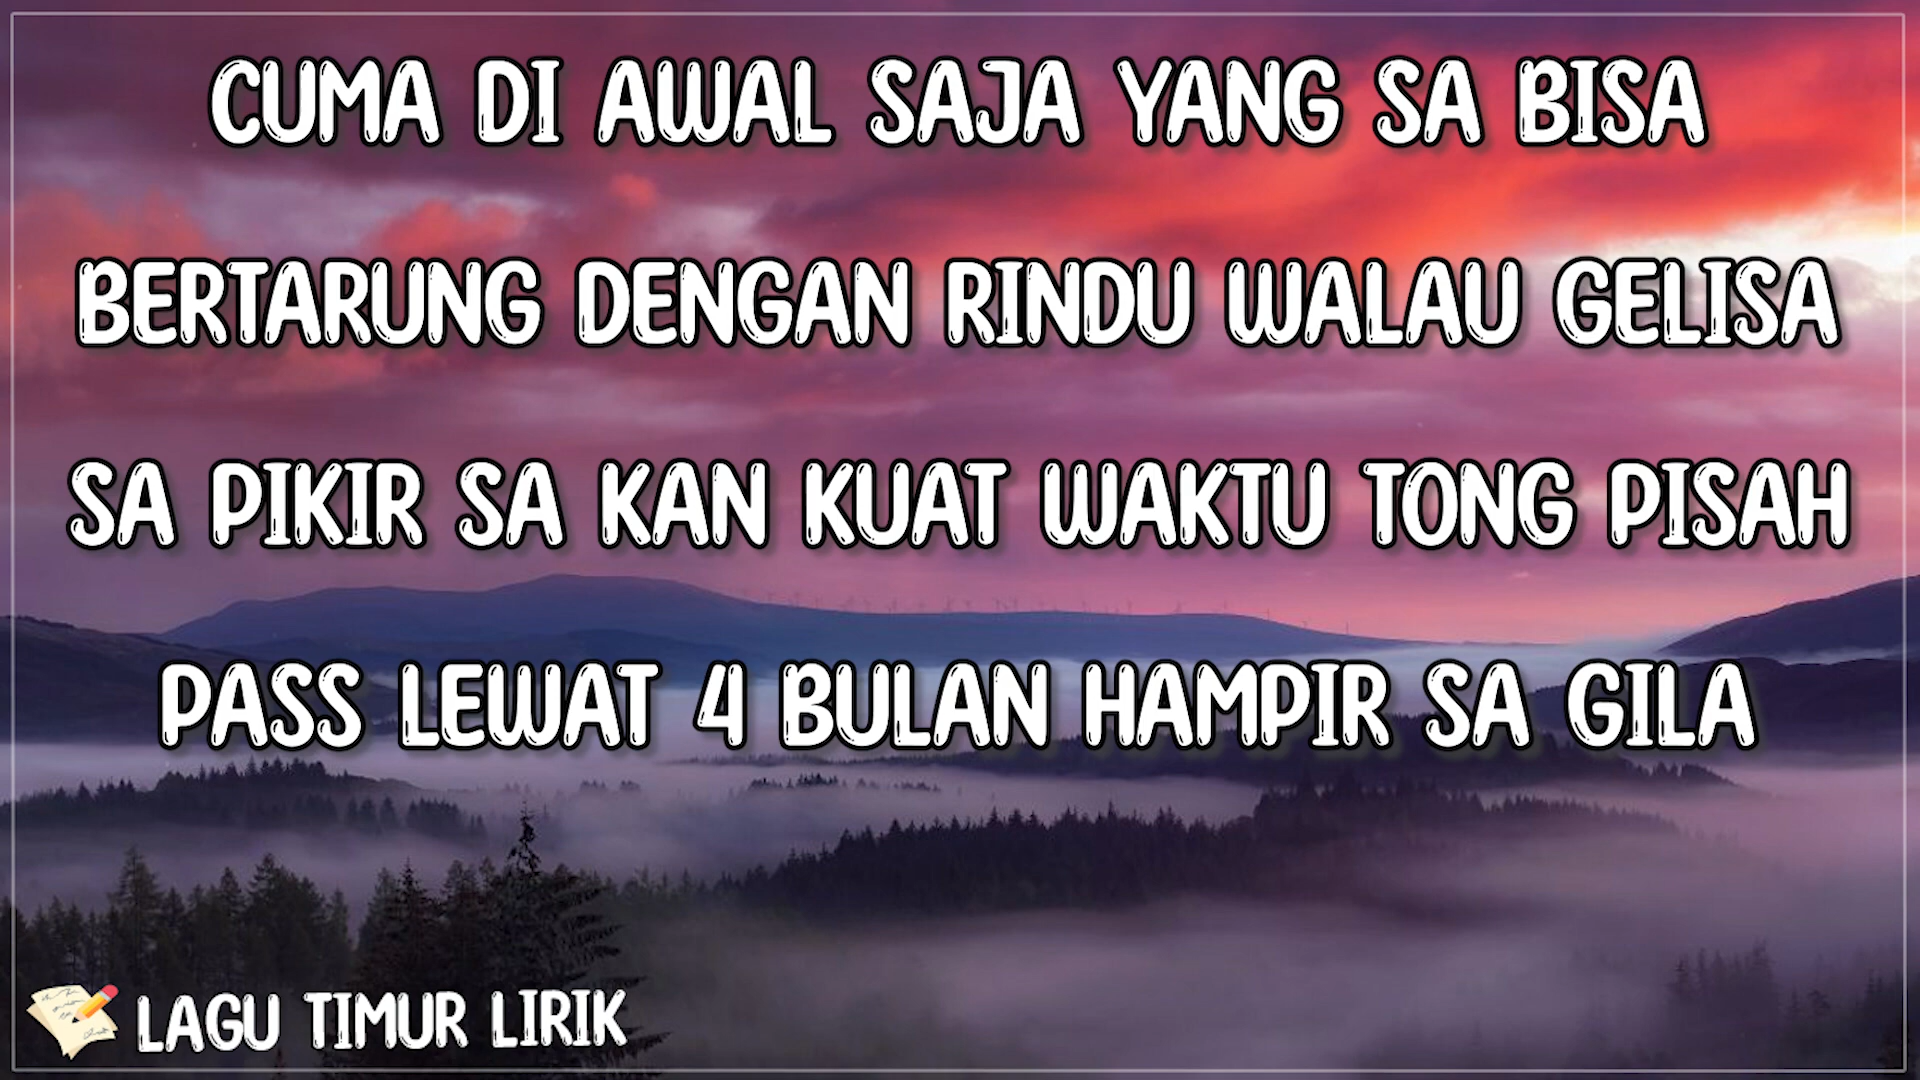 CUMA DI AWAL SAJA YANG SA BISA
BERTARUNG DENGAN RINDU WALAU GELISA
SA PIKIR SA KAN KUAT WAKTU TONG PISAH
PASS LEWAT 4 BULAN HAMPIR SA GILA
LAGU TIMUR LIRIK